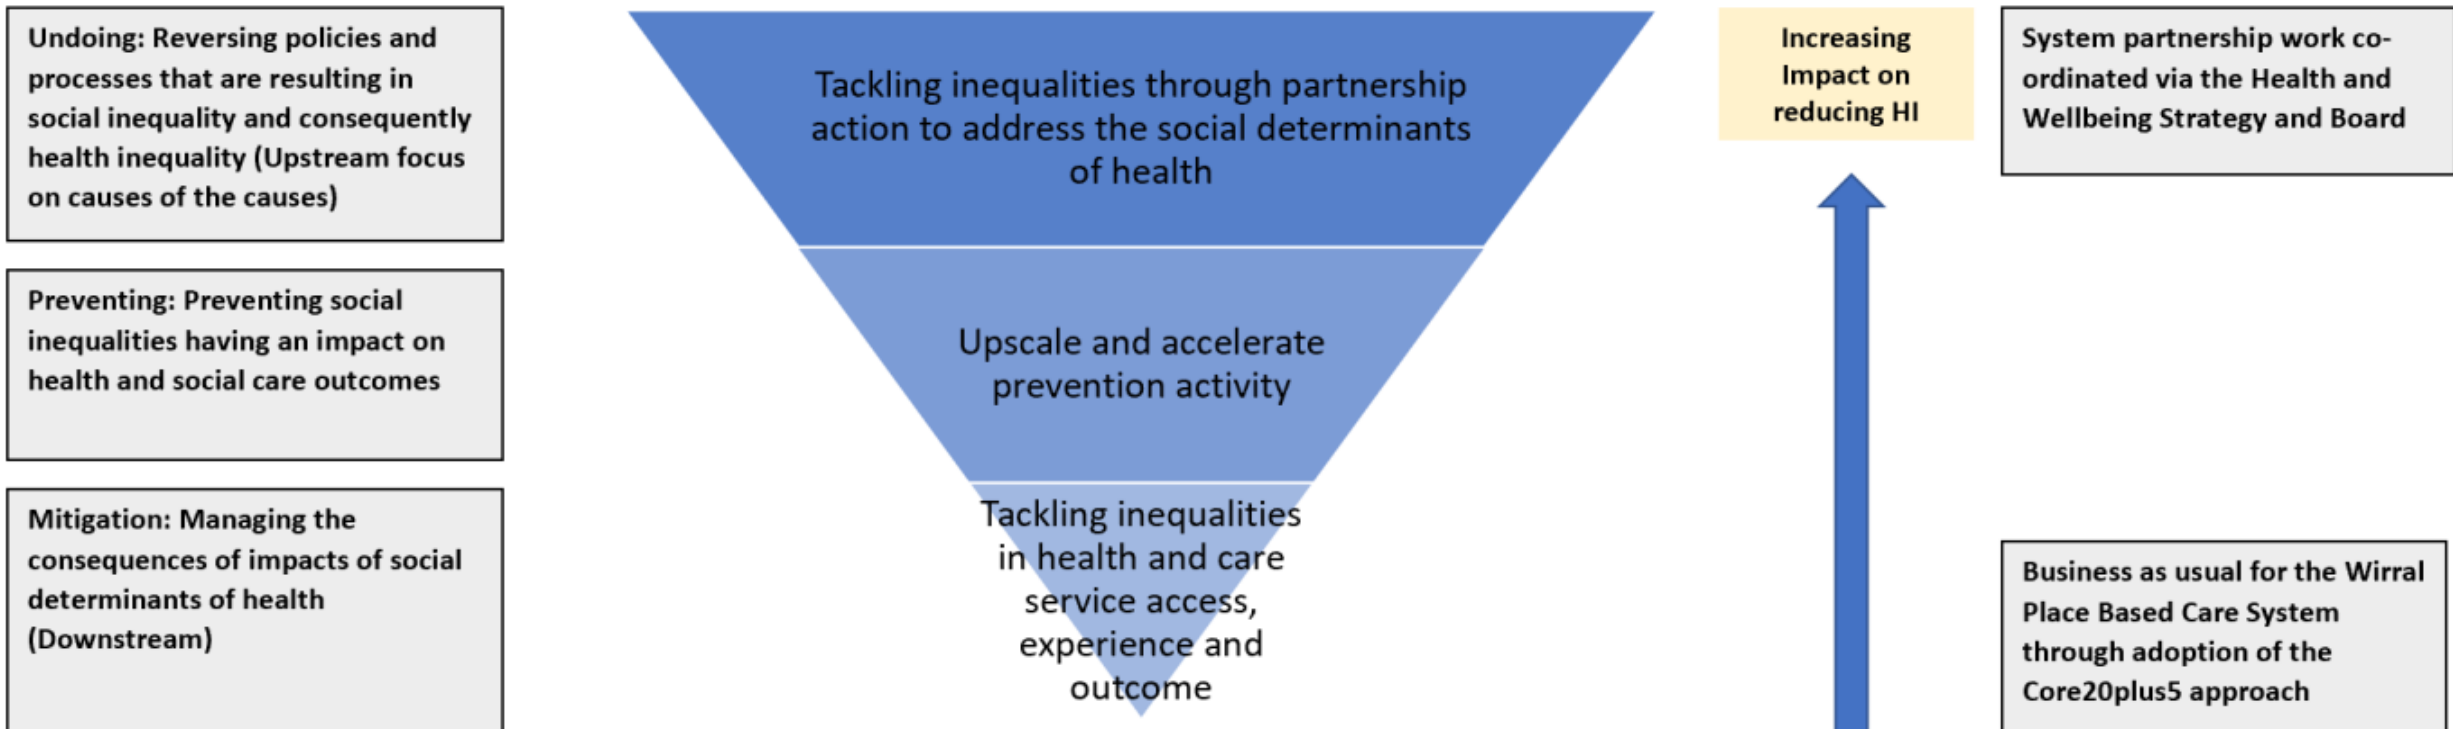 Undoing: Reversing policies and
processes that are resulting in
social inequality and consequently
health inequality (Upstream focus
on causes of the causes)
Preventing: Preventing social
inequalities having an impact on
health and social care outcomes
Mitigation: Managing the
consequences of impacts of social
determinants of health
(Downstream)
Tackling inequalities through partnership
action to address the social determinants
of health
Upscale and accelerate
prevention activity
Tackling inequalities
in health and care
service access,
experience and
outcome
Increasing
Impact on
reducing HI
System partnership work co-
ordinated via the Health and
Wellbeing Strategy and Board
Business as usual for the Wirral
Place Based Care System
through adoption of the
Core20plus5 approach